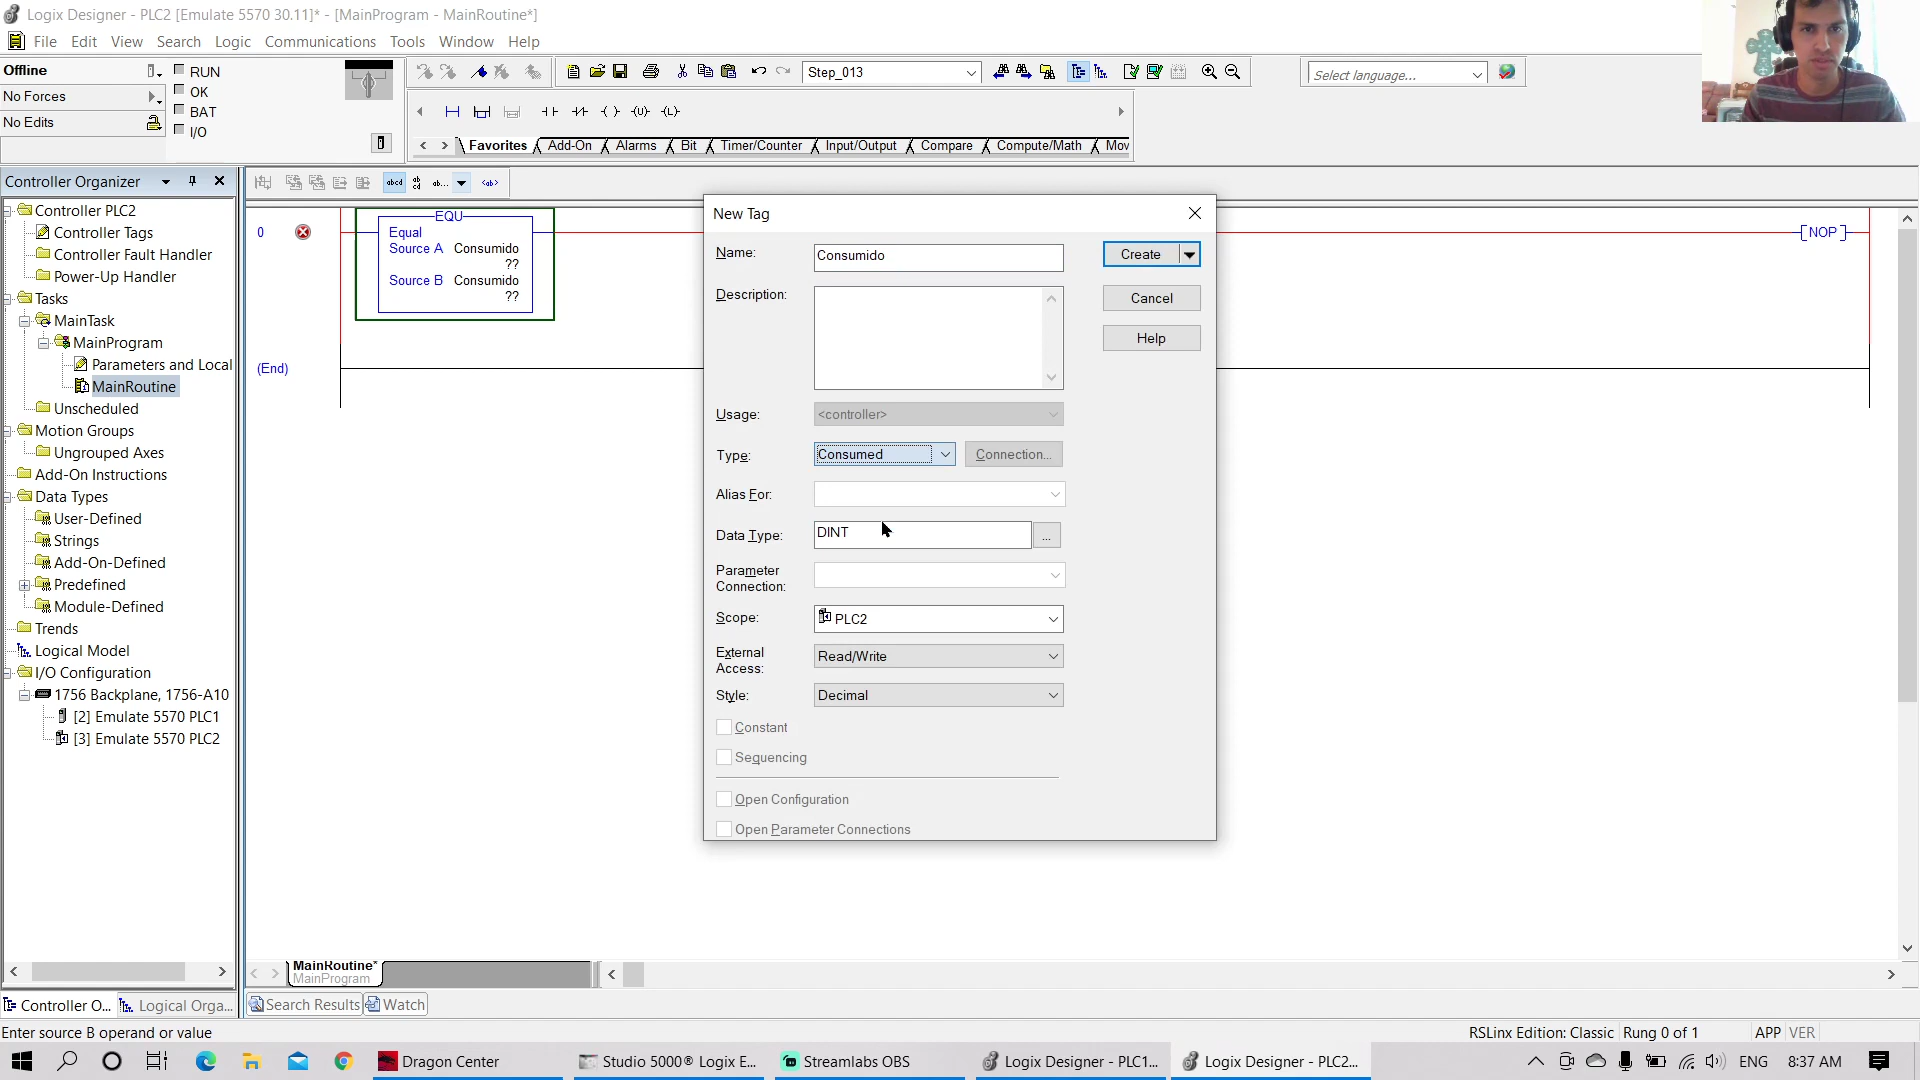 Logix Designer - PLC2 [Emulate 5570 30.11]* - [MainProgram - MainRoutine*]
File Edit View Search Logic Communications Tools Window Help
Offline
No Forces
No Edits
RUN
OK
BAT
I/O
Step_013
Select language...
Favorites Add-On Alarms Bit Timer/Counter Input/Output Compare Compute/Math Mov
Controller Organizer
Controller PLC2
Controller Tags
Controller Fault Handler
Power-Up Handler
Tasks
MainTask
MainProgram
Parameters and Local
MainRoutine
Unscheduled
Motion Groups
Ungrouped Axes
Add-On Instructions
Data Types
User-Defined
Strings
Add-On-Defined
Predefined
Module-Defined
Trends
Logical Model
I/O Configuration
1756 Backplane, 1756-A10
[2] Emulate 5570 PLC1
[3] Emulate 5570 PLC2
Controller O... Logical Orga...
0
EQU
Equal
Source A Consumido
??
Source B Consumido
??
NOP
(End)
New Tag
Name: Consumido
Create
Description:
Cancel
Help
Usage: <controller>
Type: Consumed Connection...
Alias For:
Data Type: DINT ...
Parameter
Connection:
Scope: PLC2
External
Access: Read/Write
Style: Decimal
Constant
Sequencing
Open Configuration
Open Parameter Connections
MainRoutine*
MainProgram
Search Results Watch
Enter source B operand or value
RSLinx Edition: Classic Rung 0 of 1 APP VER
Dragon Center Studio 5000® Logix E... Streamlabs OBS Logix Designer - PLC1... Logix Designer - PLC2... ENG 8:37 AM